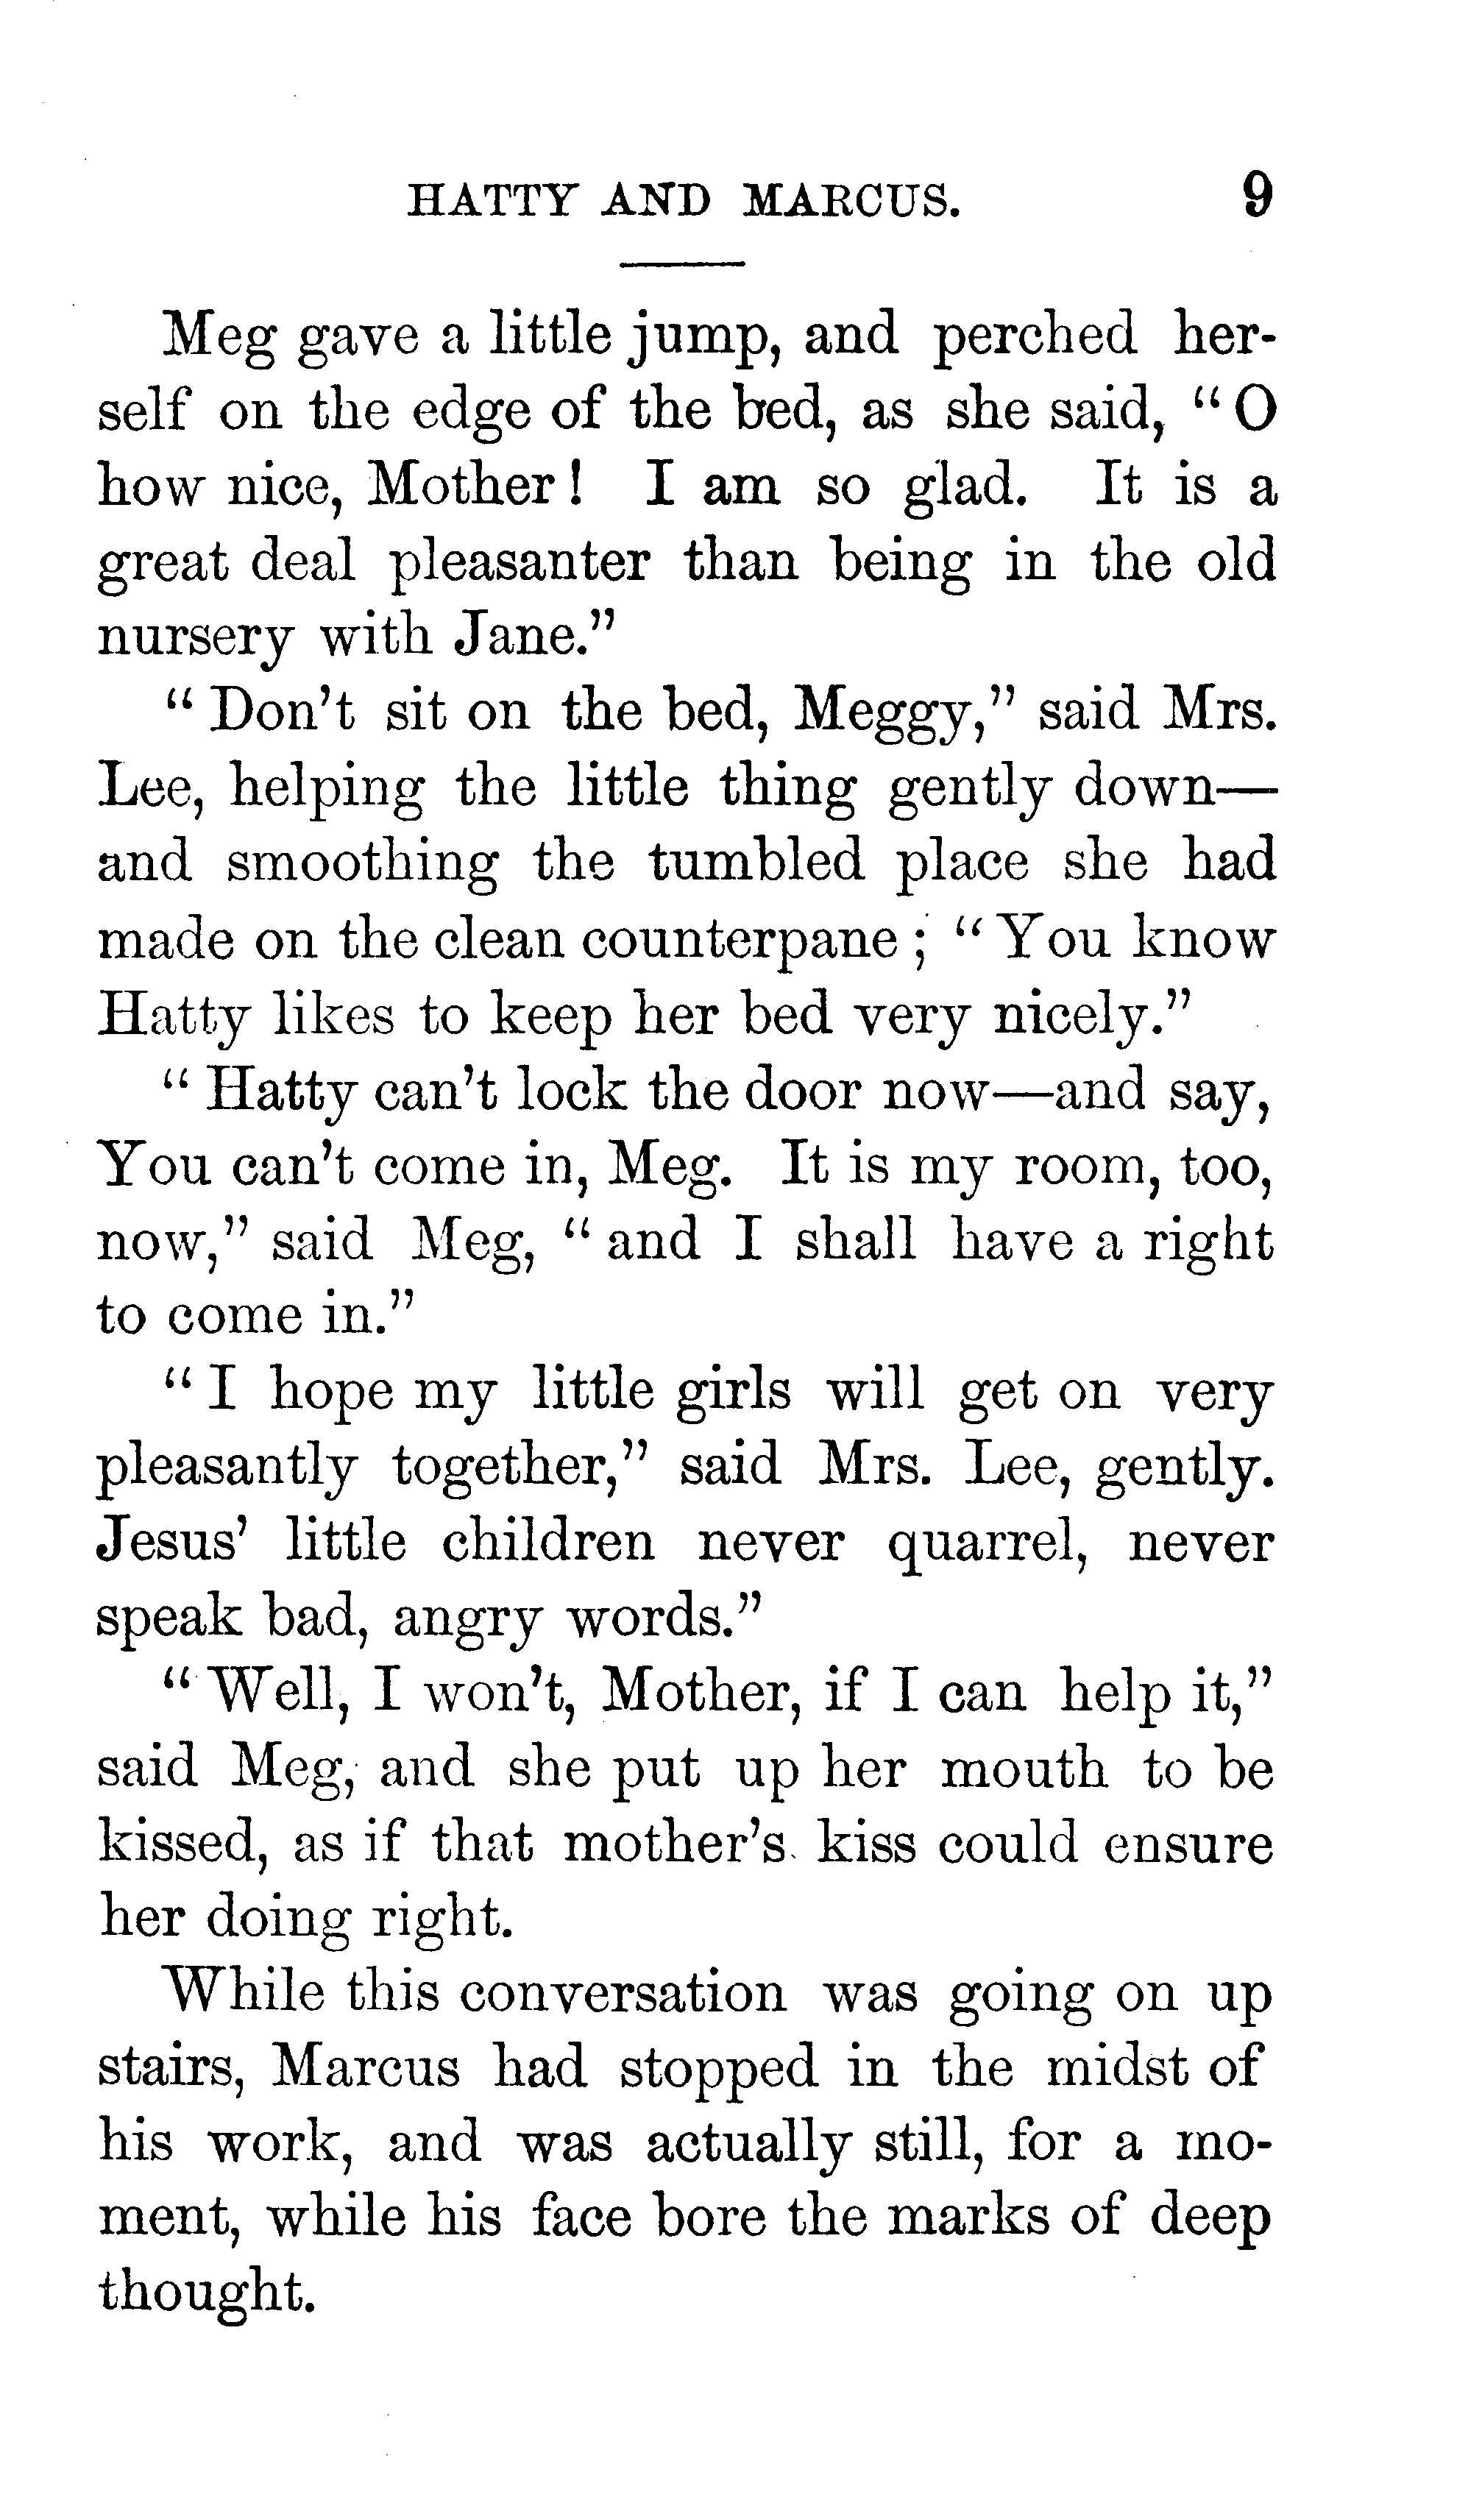 HATTY AND MARCUS. 9
Meg gave a little jump, and perched her-
self on the edge of the bed, as she said, “O
how nice, Mother! I am so glad. It is a
great deal pleasanter than being in the old
nursery with Jane.”
“Don't sit on the bed, Meggy,” said Mrs.
Lee, helping the little thing gently down—
and smoothing the tumbled place she had
made on the clean counterpane; “You know
Hatty likes to keep her bed very nicely.”
“Hatty can't lock the door now—and say,
You can't come in, Meg. It is my room, too,
now,” said Meg, “and I shall have a right
to come in.”
“I hope my little girls will get on very
pleasantly together,” said Mrs. Lee, gently.
Jesus' little children never quarrel, never
speak bad, angry words.”
“Well, I won't, Mother, if I can help it,”
said Meg, and she put up her mouth to be
kissed, as if that mother's kiss could ensure
her doing right.
While this conversation was going on up
stairs, Marcus had stopped in the midst of
his work, and was actually still, for a mo-
ment, while his face bore the marks of deep
thought.